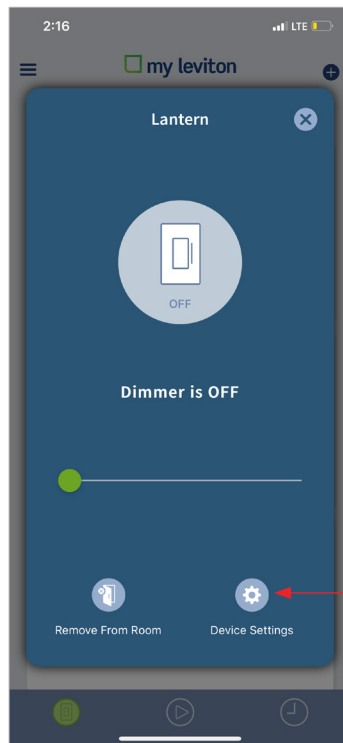 2:16 LTE
my leviton
Lantern
OFF
Dimmer is OFF
Remove From Room Device Settings